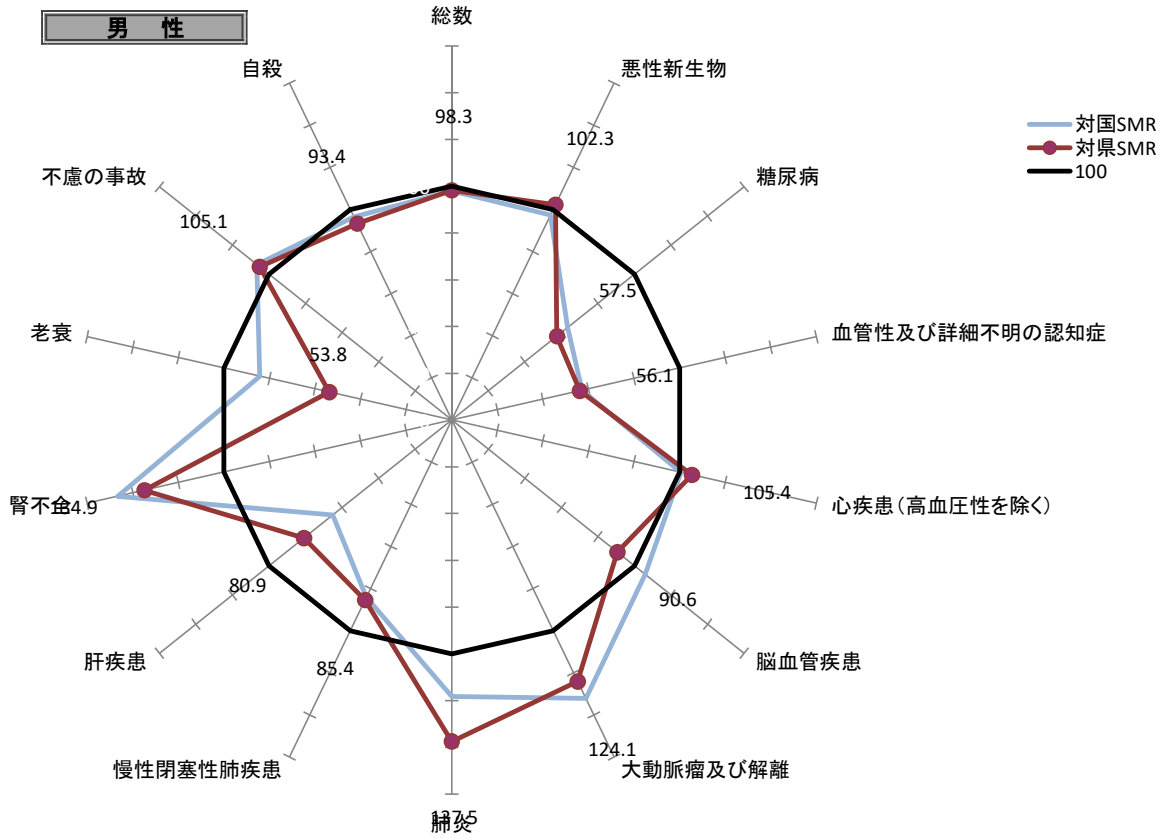 男 性
総数
自殺
悪性新生物
98.3
対国SMR
対県SMR
100
102.3
93.4
不慮の事故
糖尿病
105.1
57.5
老衰
血管性及び詳細不明の認知症
53.8
56.1
腎不全
134.9
105.4
心疾患(高血圧性を除く)
80.9
90.6
肝疾患
脳血管疾患
85.4
124.1
慢性閉塞性肺疾患
大動脈瘤及び解離
137.5
肺炎